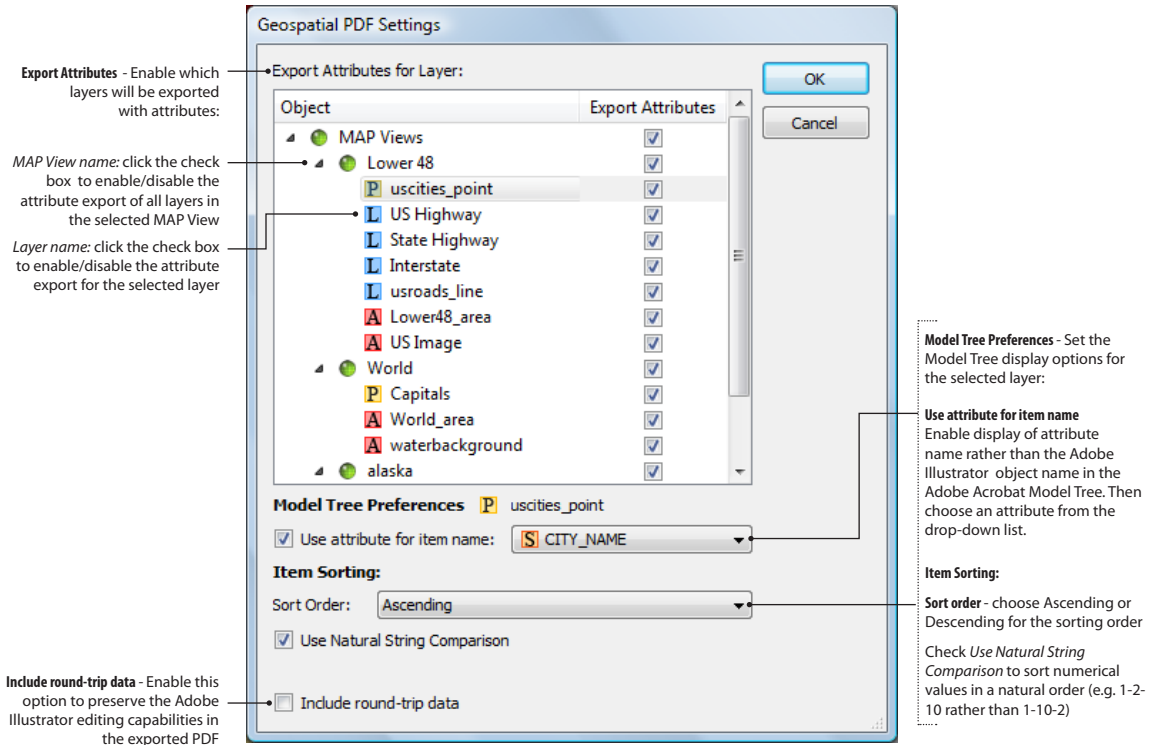 Geospatial PDF Settings
Export Attributes - Enable which
layers will be exported
with attributes:
MAP View name: click the check
box to enable/disable the
attribute export of all layers in
the selected MAP View
Layer name: click the check box
to enable/disable the attribute
export for the selected layer
Export Attributes for Layer:
OK
Cancel
Object Export Attributes
MAP Views
Lower 48
P uscities_point
L US Highway
L State Highway
L Interstate
L usroads_line
A Lower48_area
A US Image
World
P Capitals
A World_area
A waterbackground
alaska
Model Tree Preferences P uscities_point
Use attribute for item name: S CITY_NAME
Item Sorting:
Sort Order: Ascending
Use Natural String Comparison
Include round-trip data
Include round-trip data - Enable this
option to preserve the Adobe
Illustrator editing capabilities in
the exported PDF
Model Tree Preferences - Set the
Model Tree display options for
the selected layer:
Use attribute for item name
Enable display of attribute
name rather than the Adobe
Illustrator object name in the
Adobe Acrobat Model Tree. Then
choose an attribute from the
drop-down list.
Item Sorting:
Sort order - choose Ascending or
Descending for the sorting order
Check Use Natural String
Comparison to sort numerical
values in a natural order (e.g. 1-2-
10 rather than 1-10-2)